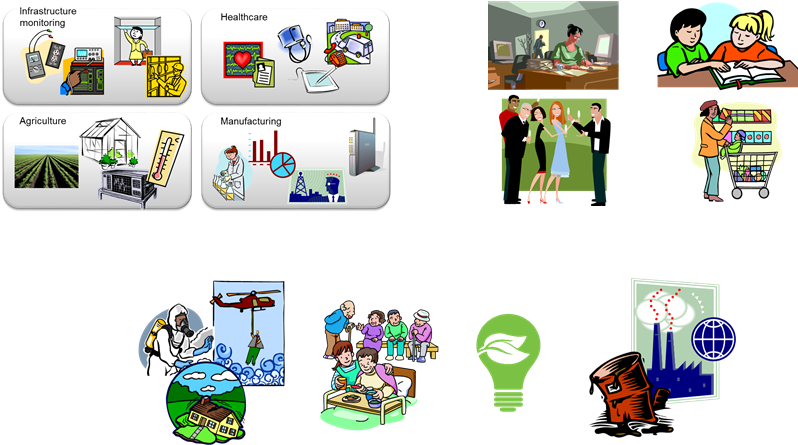 Infrastructure
monitoring
Healthcare
Agriculture
Manufacturing